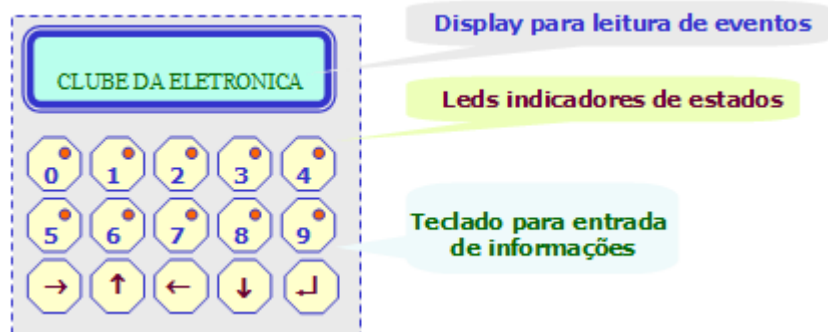 Display para leitura de eventos
CLUBE DA ELETRONICA
Leds indicadores de estados
0 1 2 3 4
5 6 7 8 9
Teclado para entrada
de informações
→ ↑ ← ↓ ↵